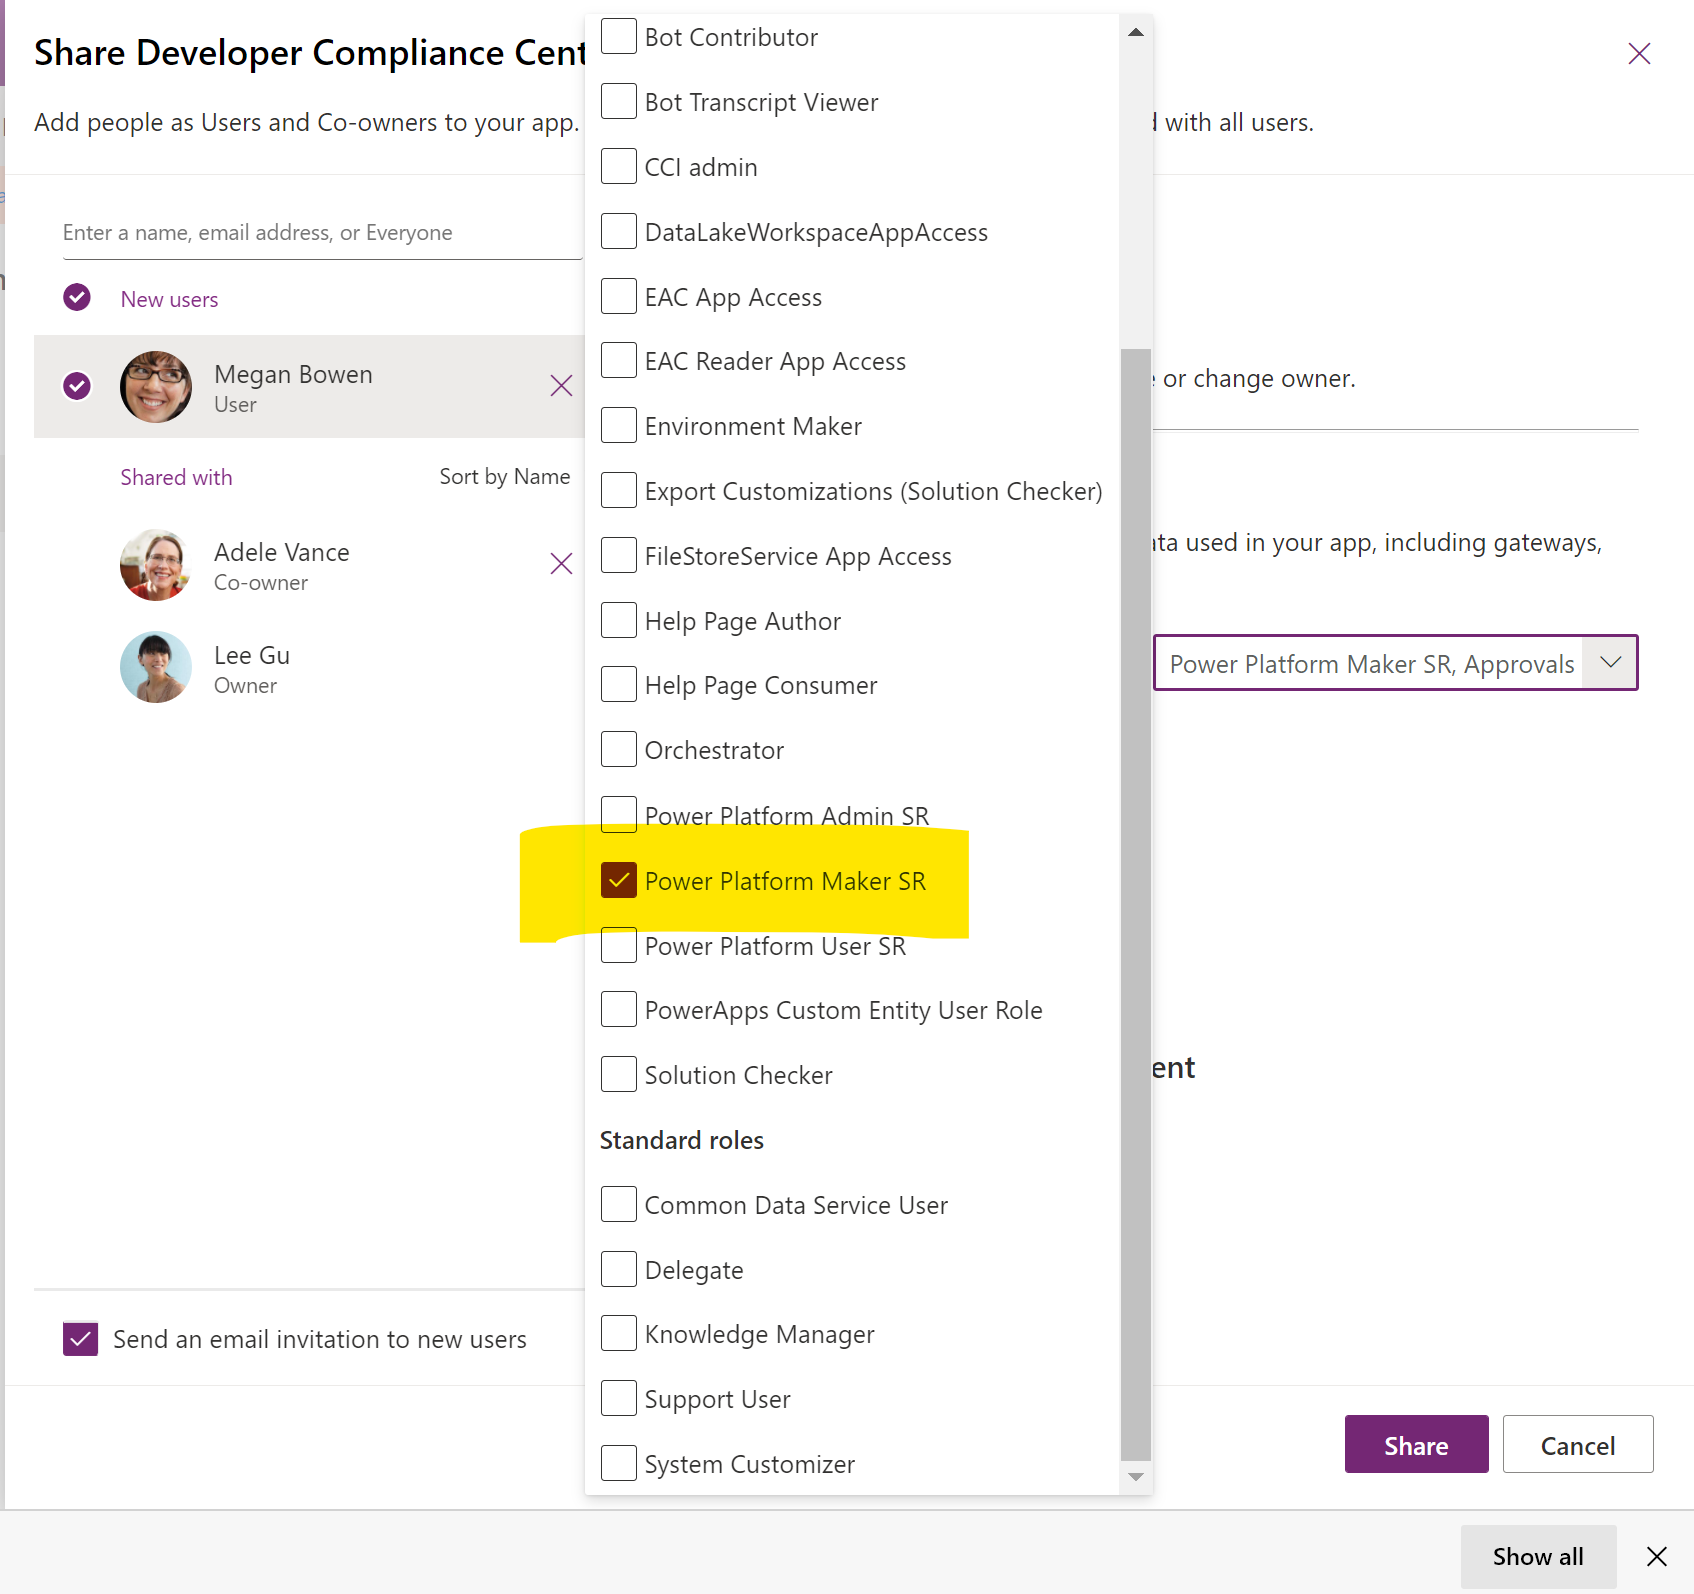 Share Developer Compliance Cent
Add people as Users and Co-owners to your app.
with all users.
Enter a name, email address, or Everyone
New users
Megan Bowen
User
Shared with
Sort by Name
Adele Vance
Co-owner
Lee Gu
Owner
Send an email invitation to new users
Bot Contributor
Bot Transcript Viewer
CCI admin
DataLakeWorkspaceAppAccess
EAC App Access
EAC Reader App Access
Environment Maker
Export Customizations (Solution Checker)
FileStoreService App Access
Help Page Author
Help Page Consumer
Orchestrator
Power Platform Admin SR
Power Platform Maker SR
Power Platform User SR
PowerApps Custom Entity User Role
Solution Checker
Standard roles
Common Data Service User
Delegate
Knowledge Manager
Support User
System Customizer
or change owner.
ta used in your app, including gateways,
Power Platform Maker SR, Approvals
ent
Share
Cancel
Show all